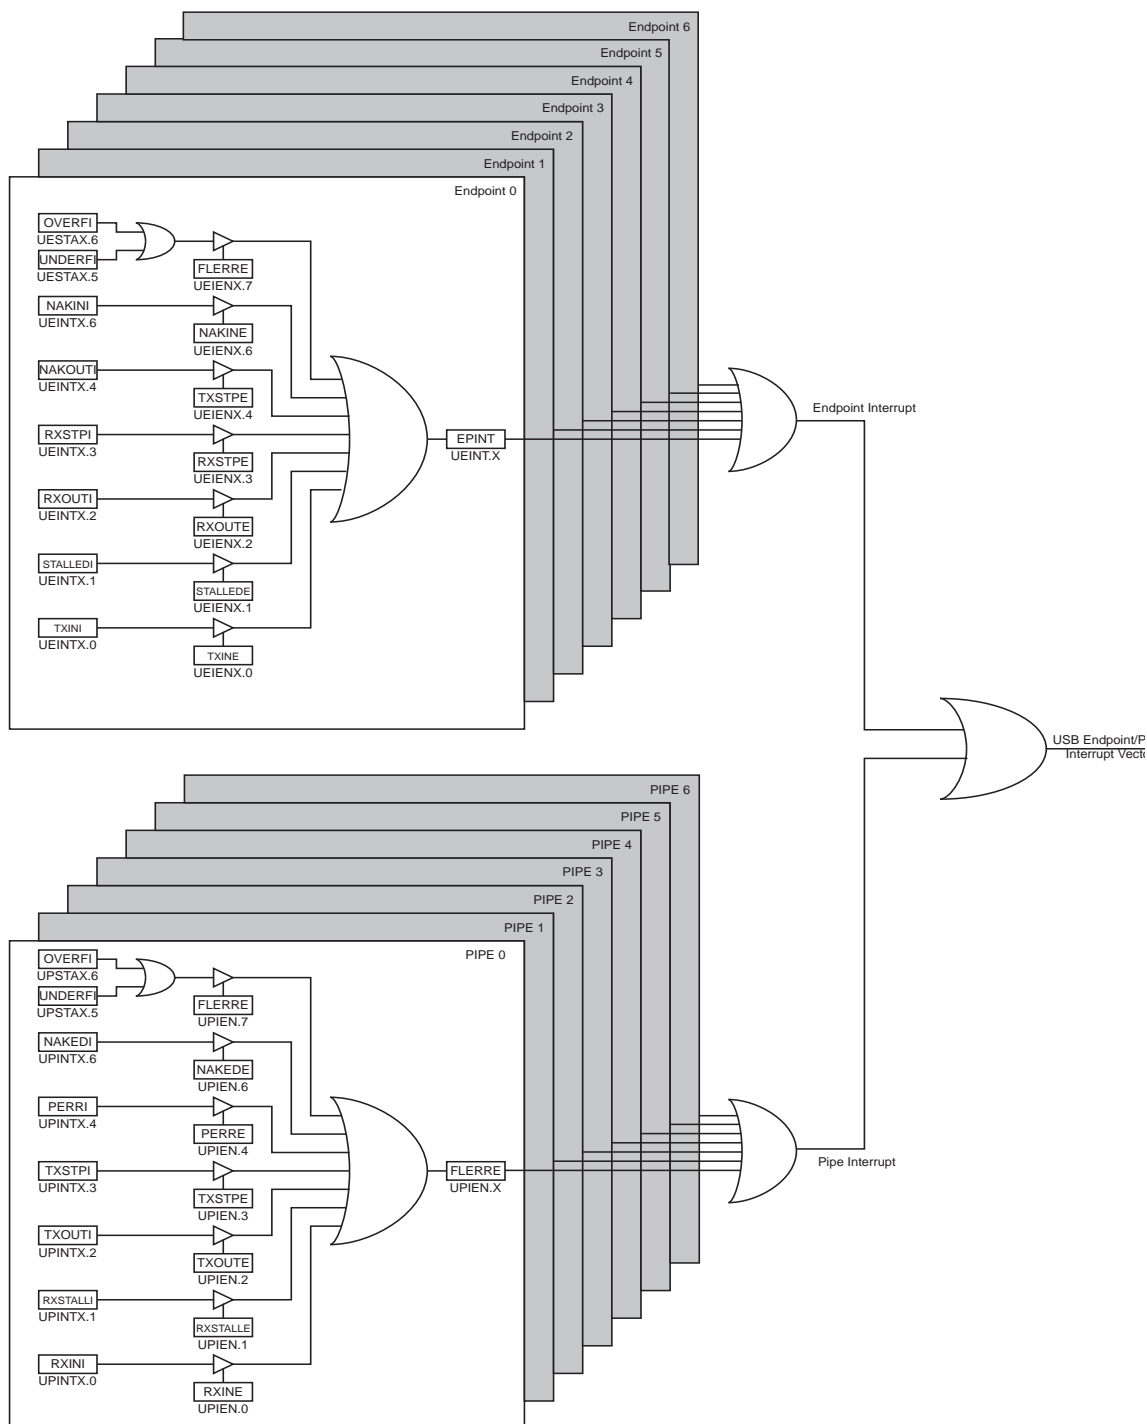 Endpoint 6
Endpoint 5
Endpoint 4
Endpoint 3
Endpoint 2
Endpoint 1
Endpoint 0
OVERFI
UESTAX.6
UNDERFI
UESTAX.5
FLERRE
UEIENX.7
NAKINI
UEINTX.6
NAKINE
UEIENX.6
NAKOUTI
UEINTX.4
TXSTPE
UEIENX.4
RXSTPI
UEINTX.3
RXSTPE
UEIENX.3
RXOUTI
UEINTX.2
RXOUTE
UEIENX.2
STALLEDI
UEINTX.1
STALLEDE
UEIENX.1
TXINI
UEINTX.0
TXINE
UEIENX.0
EPINT
UEINT.X
Endpoint Interrupt
USB Endpoint/P
Interrupt Vecto
PIPE 6
PIPE 5
PIPE 4
PIPE 3
PIPE 2
PIPE 1
PIPE 0
OVERFI
UPSTAX.6
UNDERFI
UPSTAX.5
FLERRE
UPIEN.7
NAKEDI
UPINTX.6
NAKEDE
UPIEN.6
PERRI
UPINTX.4
PERRE
UPIEN.4
TXSTPI
UPINTX.3
TXSTPE
UPIEN.3
TXOUTI
UPINTX.2
TXOUTE
UPIEN.2
RXSTALLI
UPINTX.1
RXSTALLE
UPIEN.1
RXINI
UPINTX.0
RXINE
UPIEN.0
FLERRE
UPIEN.X
Pipe Interrupt